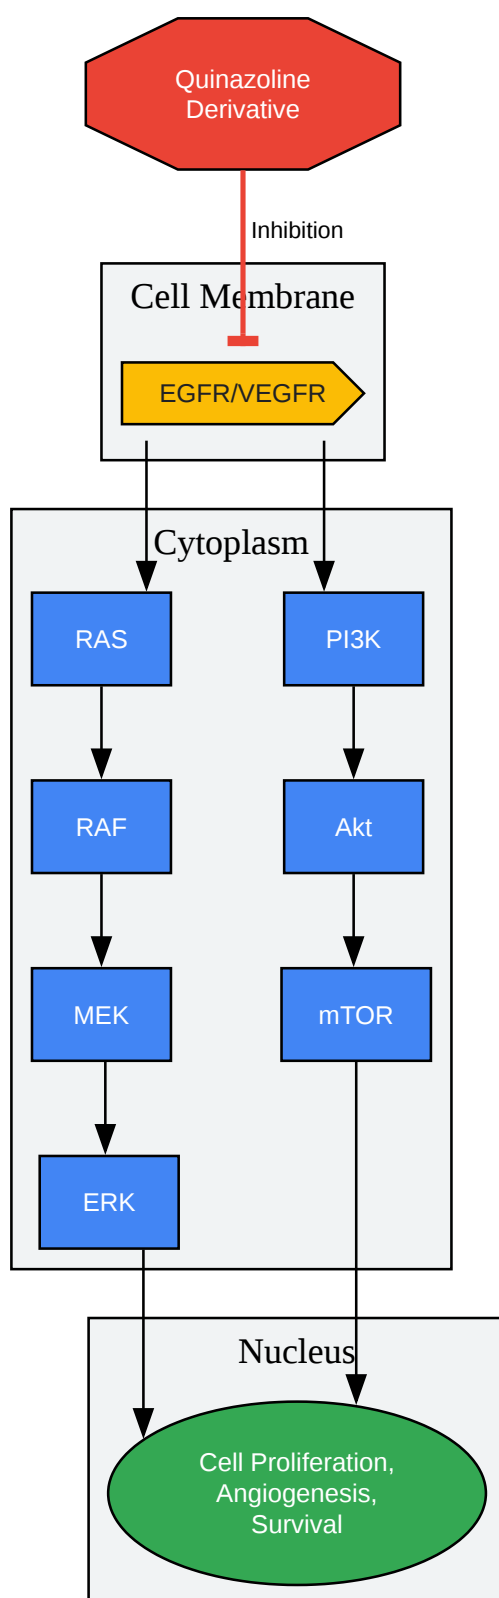 Quinazoline
Derivative
Inhibition
Cell Membrane
EGFR/VEGFR
Cytoplasm
RAS
PI3K
RAF
Akt
MEK
mTOR
ERK
Nucleus
Cell Proliferation,
Angiogenesis,
Survival